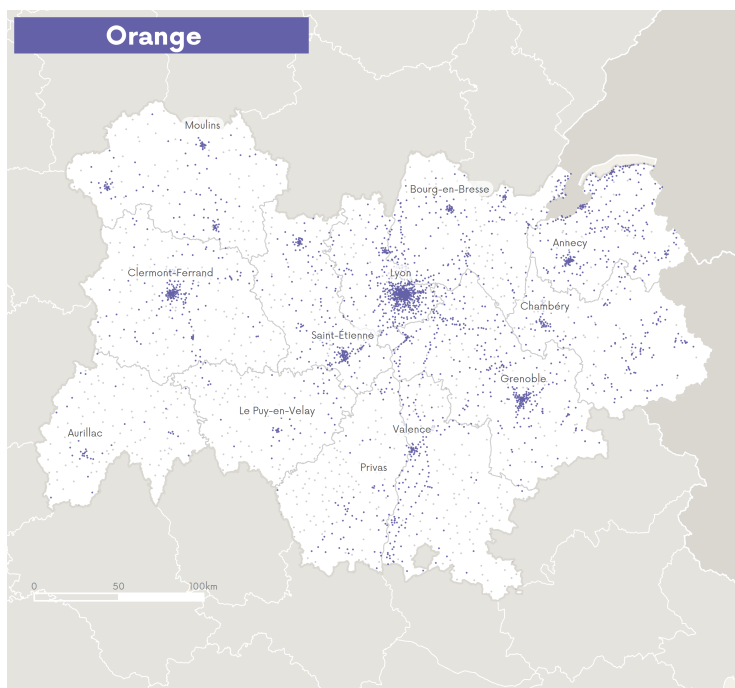 Orange
Moulins
Bourg-en-Bresse
Annecy
Clermont-Ferrand
Lyon
Chambéry
Saint-Étienne
Grenoble
Le Puy-en-Velay
Aurillac
Valence
Privas
0 50 100km